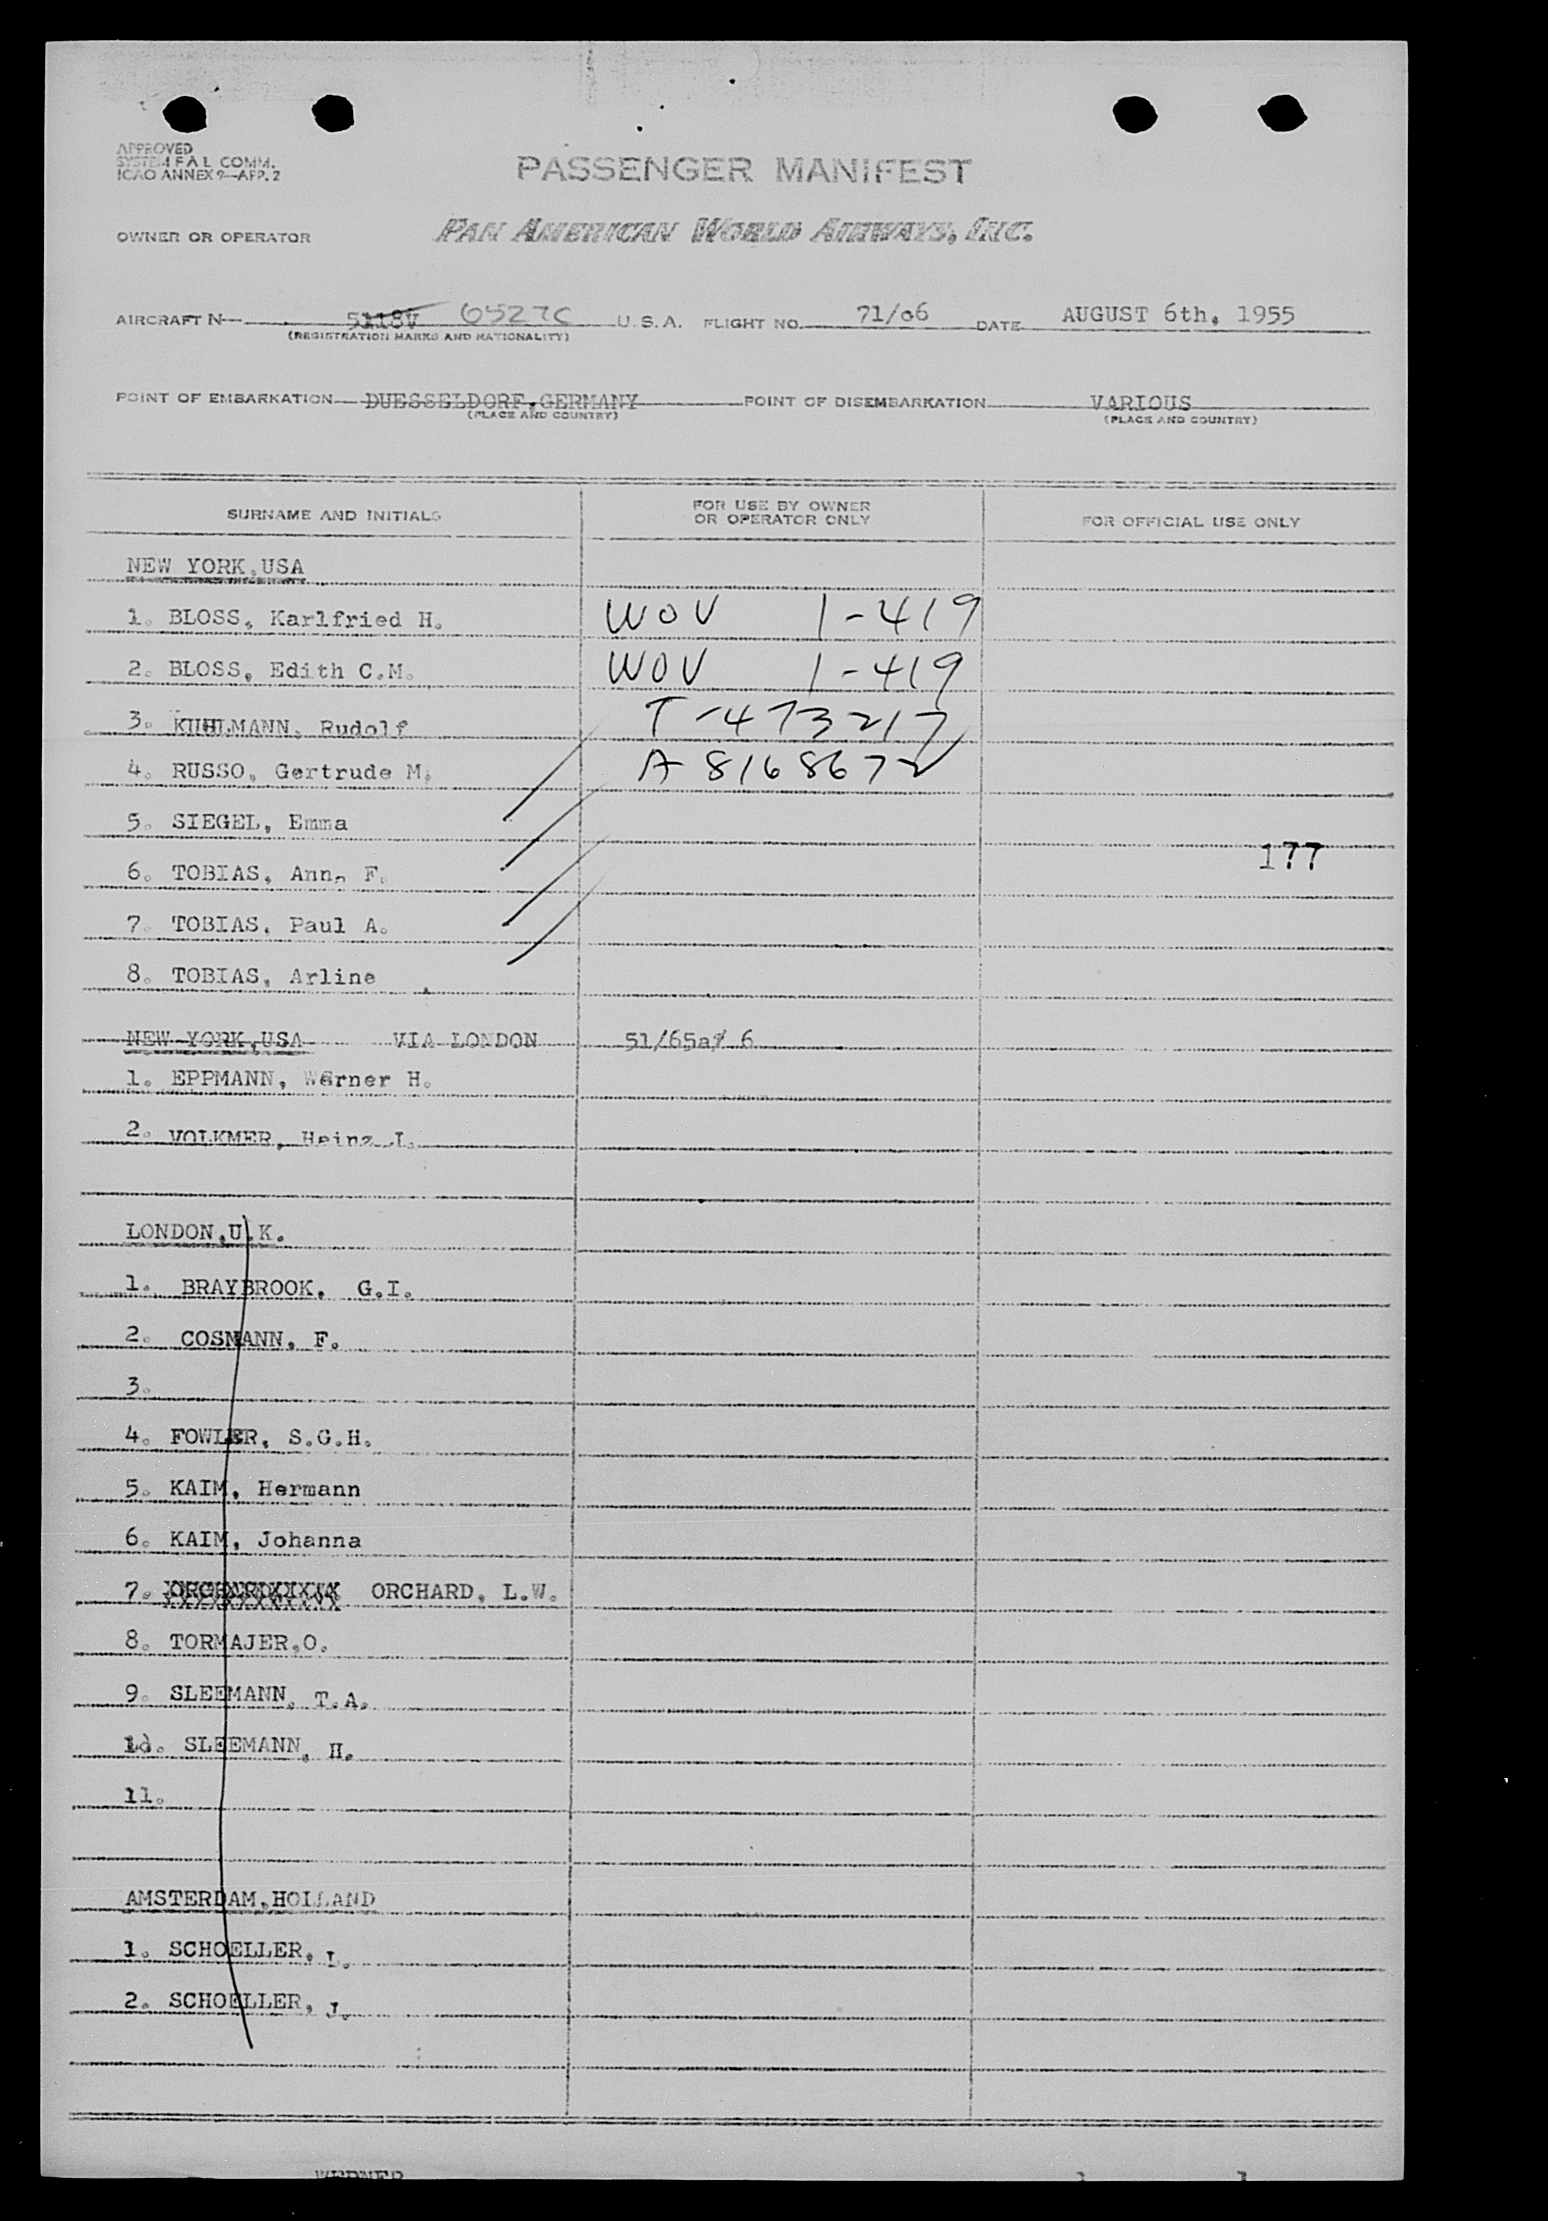 APPROVED
SYSTEM F A L COMM.
ICAO ANNEX 9—APP. 2
PASSENGER MANIFEST
OWNER OR OPERATOR PAN AMERICAN WORLD AIRWAYS, INC.
AIRCRAFT N 5118V 6527C U.S.A. FLIGHT NO. 71/06 DATE AUGUST 6th, 1955
(REGISTRATION MARKS AND NATIONALITY)
POINT OF EMBARKATION DUESSELDORF, GERMANY POINT OF DISEMBARKATION VARIOUS
(PLACE AND COUNTRY) (PLACE AND COUNTRY)
SURNAME AND INITIALS FOR USE BY OWNER OR OPERATOR ONLY FOR OFFICIAL USE ONLY
NEW YORK, USA
1. BLOSS, Karlfried H. WOV 1-419
2. BLOSS, Edith C.M. WOV 1-419
3. KUHLMANN, Rudolf T-473217
4. RUSSO, Gertrude M. A 8168672
5. SIEGEL, Emma
177
6. TOBIAS, Ann, F.
7. TOBIAS, Paul A.
8. TOBIAS, Arline
NEW YORK, USA VIA LONDON 51/65a/ 6
1. EPPMANN, Werner H.
2. VOLKMER, Heinz J.
LONDON, U.K.
1. BRAYBROOK, G.I.
2. COSMANN, F.
3.
4. FOWLER, S.G.H.
5. KAIM, Hermann
6. KAIM, Johanna
7. ORCHARD, L.W.
8. TORMAJER, O.
9. SLEEMANN, T.A.
10. SLEEMANN, H.
11.
AMSTERDAM, HOLLAND
1. SCHOELLER, L.
2. SCHOELLER, J.